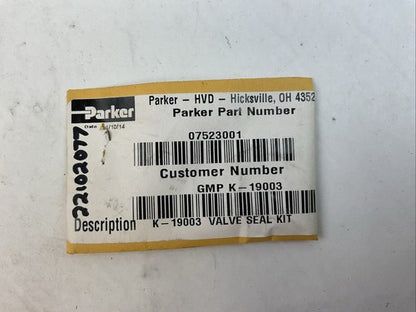 Parker - HVD - Hicksville, OH 4352
Parker
Parker Part Number
Date
07523001
Customer Number
GMP K-19003
Description K-19003 VALVE SEAL KIT
22102077